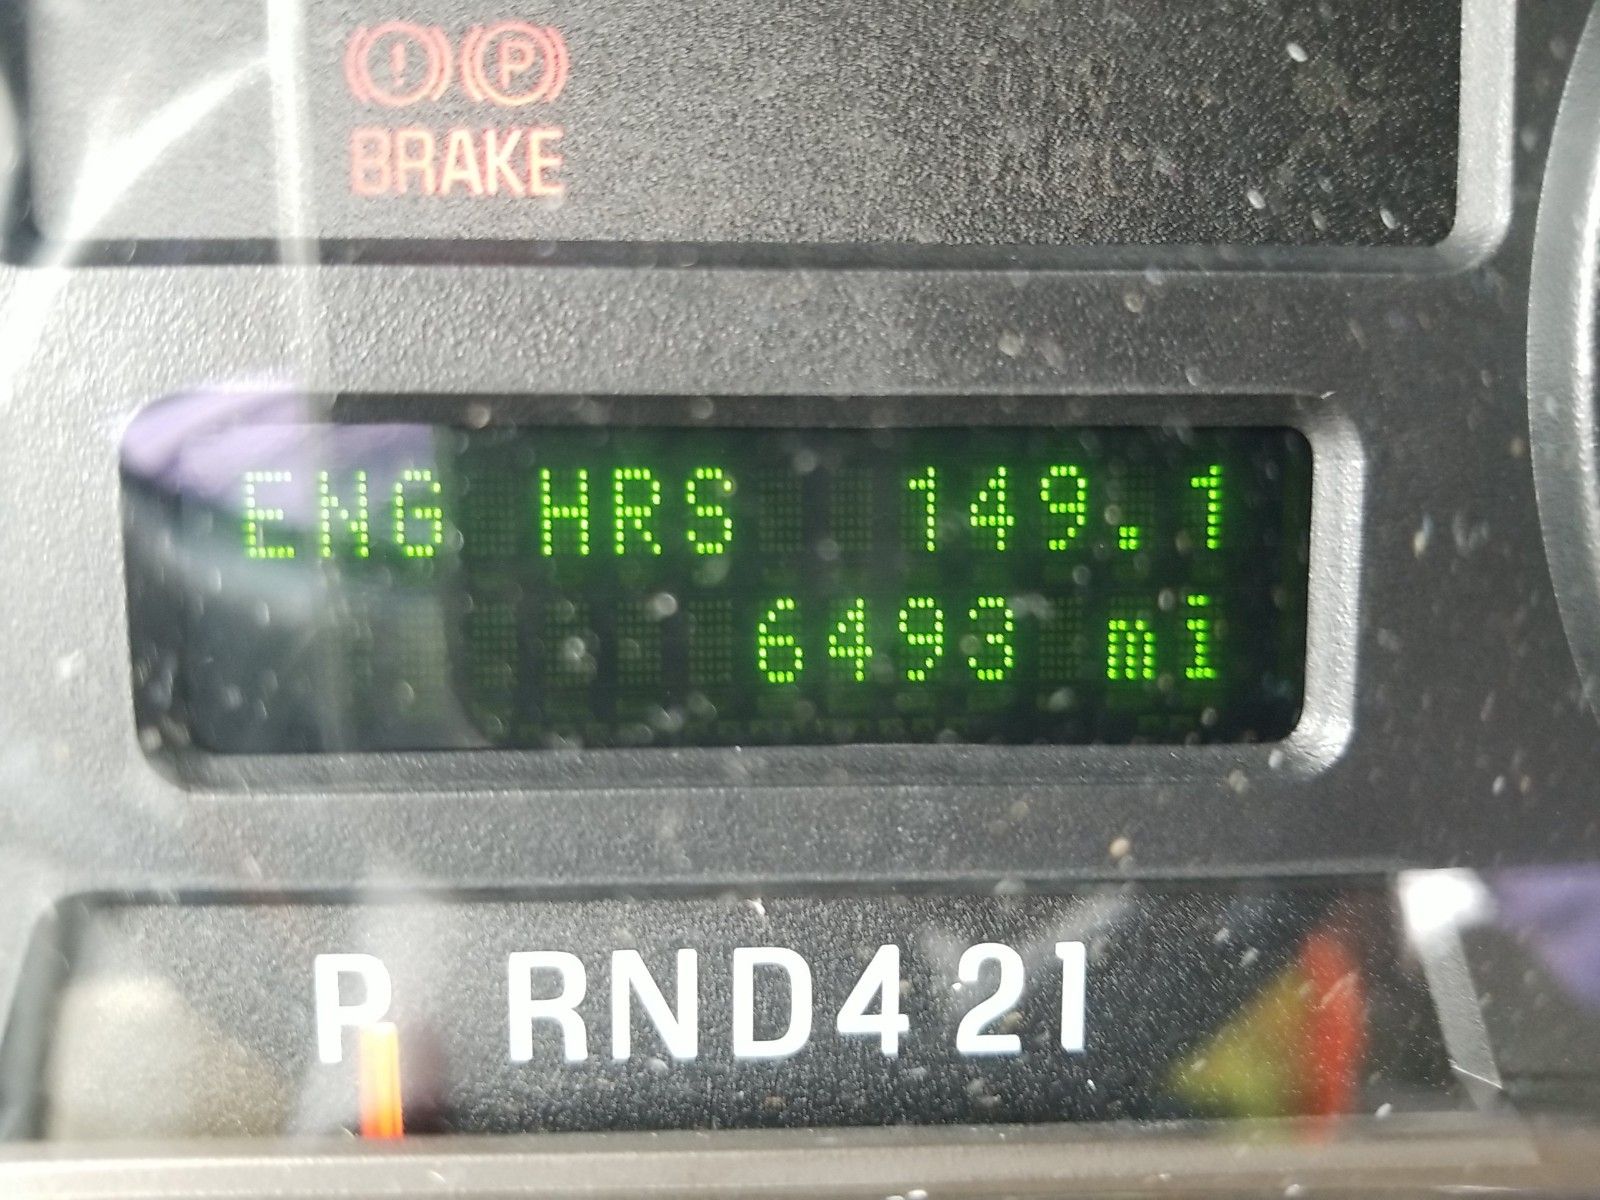 BRAKE
ENG HRS 149.1
6493 mi
P RND421